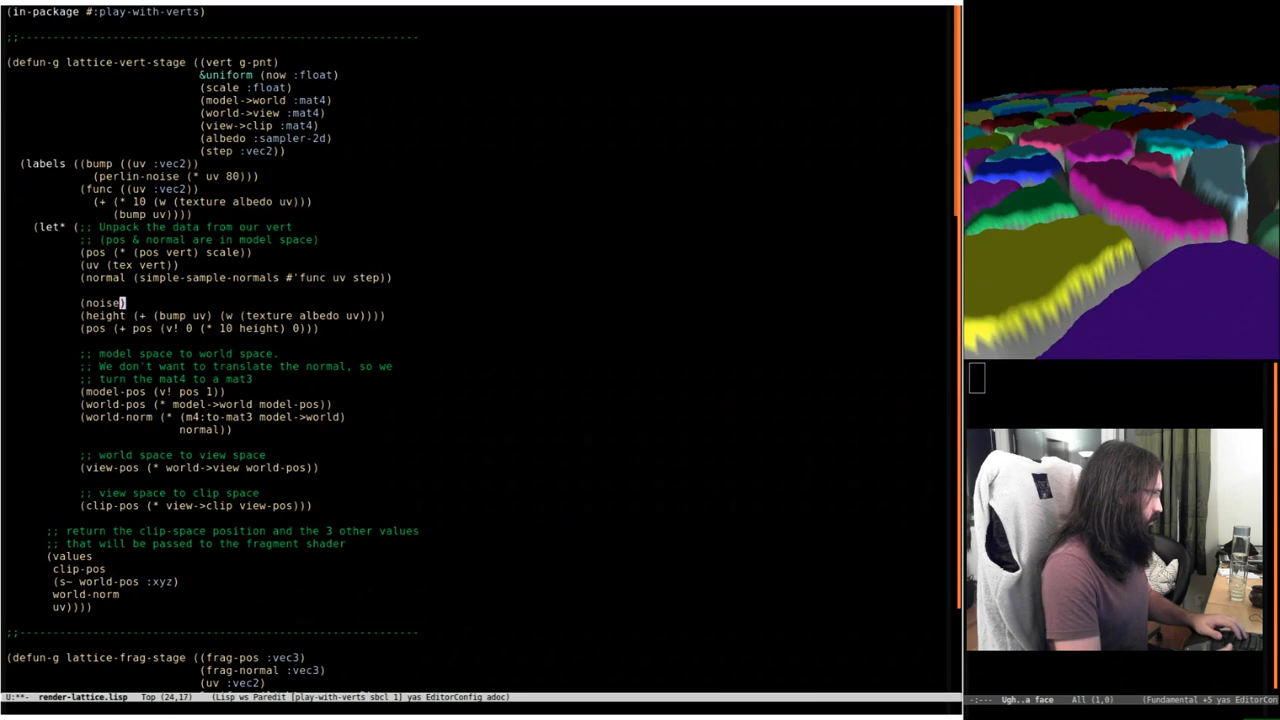 (in-package #:play-with-verts)
;;------------------------------------------------------------
(defun-g lattice-vert-stage ((vert g-pnt)
&uniform (now :float)
(scale :float)
(model->world :mat4)
(world->view :mat4)
(view->clip :mat4)
(albedo :sampler-2d)
(step :vec2))
(labels ((bump ((uv :vec2))
(perlin-noise (* uv 80)))
(func ((uv :vec2))
(+ (* 10 (w (texture albedo uv)))
(bump uv))))
(let* (;; Unpack the data from our vert
;; (pos & normal are in model space)
(pos (* (pos vert) scale))
(uv (tex vert))
(normal (simple-sample-normals #'func uv step))
(noise)
(height (+ (bump uv) (w (texture albedo uv))))
(pos (+ pos (v! 0 (* 10 height) 0)))
;; model space to world space.
;; We don't want to translate the normal, so we
;; turn the mat4 to a mat3
(model-pos (v! pos 1))
(world-pos (* model->world model-pos))
(world-norm (* (m4:to-mat3 model->world)
normal))
;; world space to view space
(view-pos (* world->view world-pos))
;; view space to clip space
(clip-pos (* view->clip view-pos)))
;; return the clip-space position and the 3 other values
;; that will be passed to the fragment shader
(values
clip-pos
(s~ world-pos :xyz)
world-norm
uv))))
;;------------------------------------------------------------
(defun-g lattice-frag-stage ((frag-pos :vec3)
(frag-normal :vec3)
(uv :vec2)
U:**- render-lattice.lisp Top (24,17) (Lisp ws Paredit [play-with-verts sbcl 1] yas EditorConfig adoc)
-:--- Ugh..a face All (1,0) (Fundamental +5 yas EditorCon